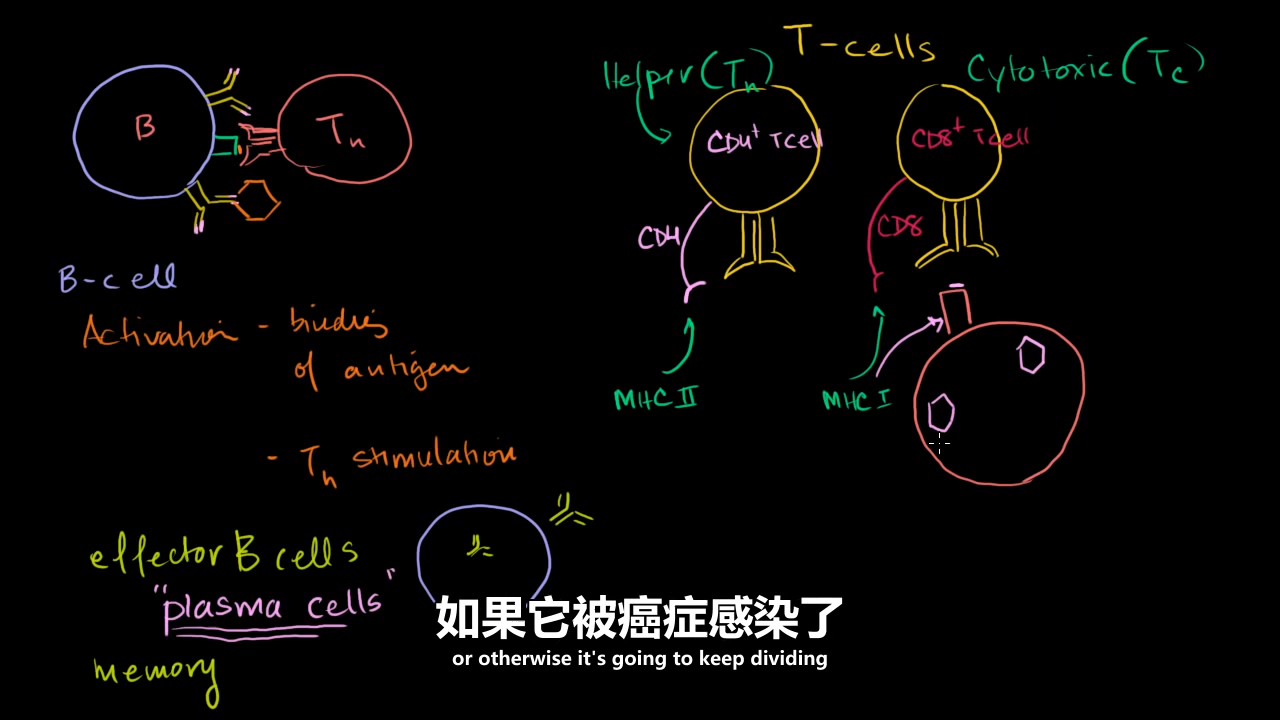 T-cells
Helper (Th)
Cytotoxic (Tc)
B
Th
CD4+ Tcell
CD8+ Tcell
CD4
CD8
B-cell
Activation - binding
of antigen
MHC II
MHC I
- Th stimulation
effector B cells
"plasma cells"
memory
如果它被癌症感染了
or otherwise it's going to keep dividing